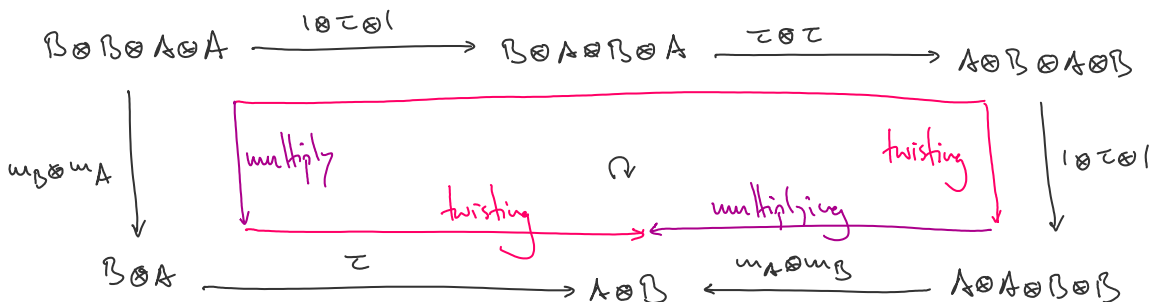 1⊗τ⊗1
τ⊗τ
B⊗B⊗A⊗A
B⊗A⊗B⊗A
A⊗B⊗A⊗B
multiply
twisting
1⊗τ⊗1
m_B⊗m_A
twisting
multiplying
B⊗A
τ
A⊗B
m_A⊗m_B
A⊗A⊗B⊗B